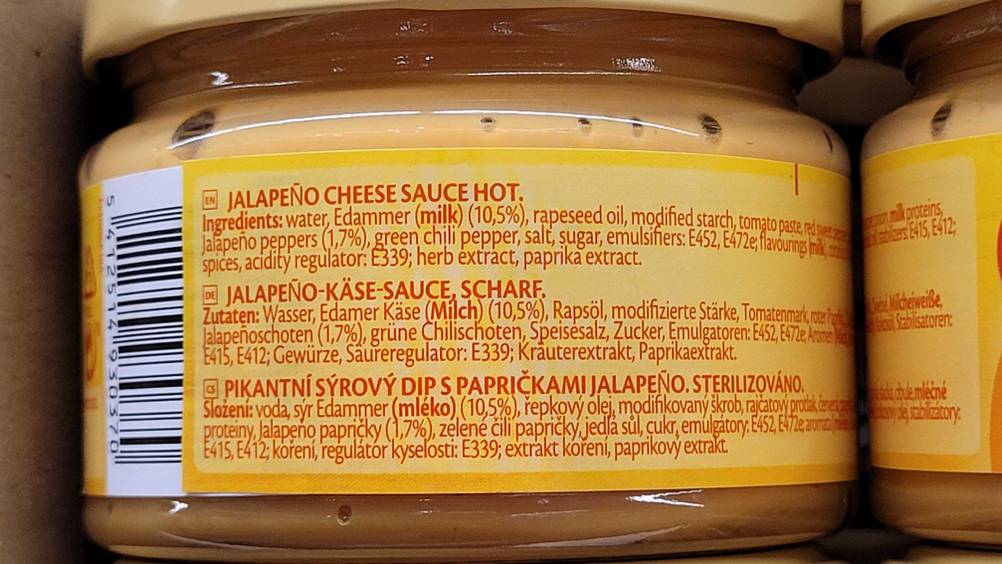 EN JALAPEÑO CHEESE SAUCE HOT.
Ingredients: water, Edammer (milk) (10,5%), rapeseed oil, modified starch, tomato paste, red
Jalapeño peppers (1,7%), green chili pepper, salt, sugar, emulsifiers: E452, E472e; flavourings (milk),
spices, acidity regulator: E339; herb extract, paprika extract.
DE JALAPEÑO-KÄSE-SAUCE, SCHARF.
Zutaten: Wasser, Edamer Käse (Milch) (10,5%), Rapsöl, modifizierte Stärke, Tomatenmark, roter
Jalapeñoschoten (1,7%), grüne Chilischoten, Speisesalz, Zucker, Emulgatoren: E452, E472e; Aromen
E415, E412; Gewürze, Säureregulator: E339; Kräuterextrakt, Paprikaextrakt.
CS PIKANTNÍ SÝROVÝ DIP S PAPRIČKAMI JALAPEÑO. STERILIZOVÁNO.
Složení: voda, sýr Edammer (mléko) (10,5%), řepkový olej, modifikovaný škrob, rajčatový protlak,
proteiny, Jalapeño papričky (1,7%), zelené čili papričky, jedlá sůl, cukr, emulgátory: E452, E472e; aromata
E415, E412; koření, regulátor kyselosti: E339; extrakt koření, paprikový extrakt.
5 412514 930370
milk proteins,
stabilizers: E415, E412;
Milcheiweiße,
Stabilisatoren:
mléčné
stabilizátory: